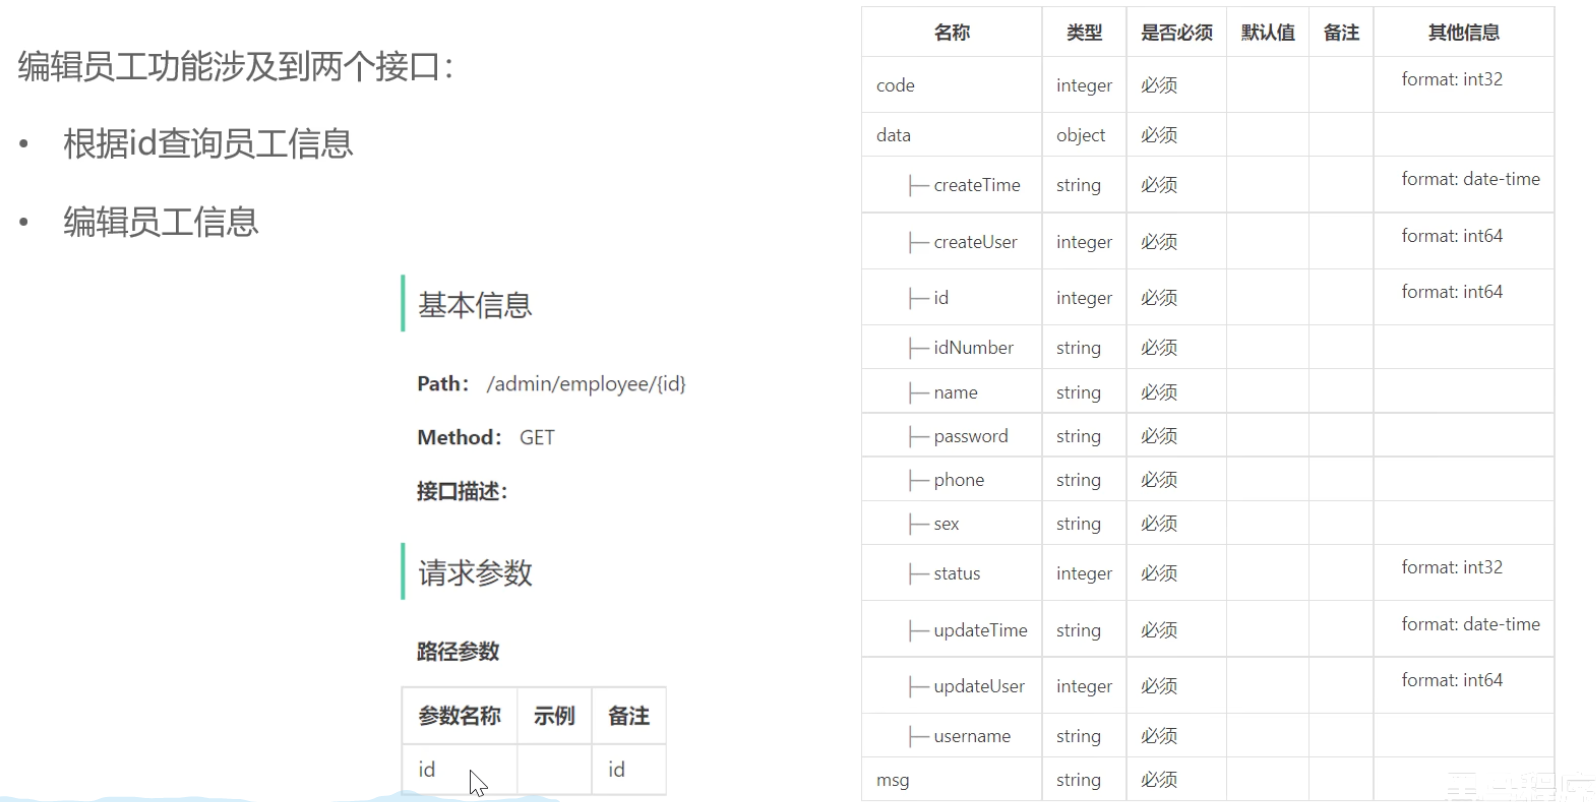 编辑员工功能涉及到两个接口：
• 根据id查询员工信息
• 编辑员工信息
基本信息
Path： /admin/employee/{id}
Method： GET
接口描述：
请求参数
路径参数
参数名称 示例 备注
id id
名称 类型 是否必须 默认值 备注 其他信息
code integer 必须 format: int32
data object 必须
├─ createTime string 必须 format: date-time
├─ createUser integer 必须 format: int64
├─ id integer 必须 format: int64
├─ idNumber string 必须
├─ name string 必须
├─ password string 必须
├─ phone string 必须
├─ sex string 必须
├─ status integer 必须 format: int32
├─ updateTime string 必须 format: date-time
├─ updateUser integer 必须 format: int64
├─ username string 必须
msg string 必须